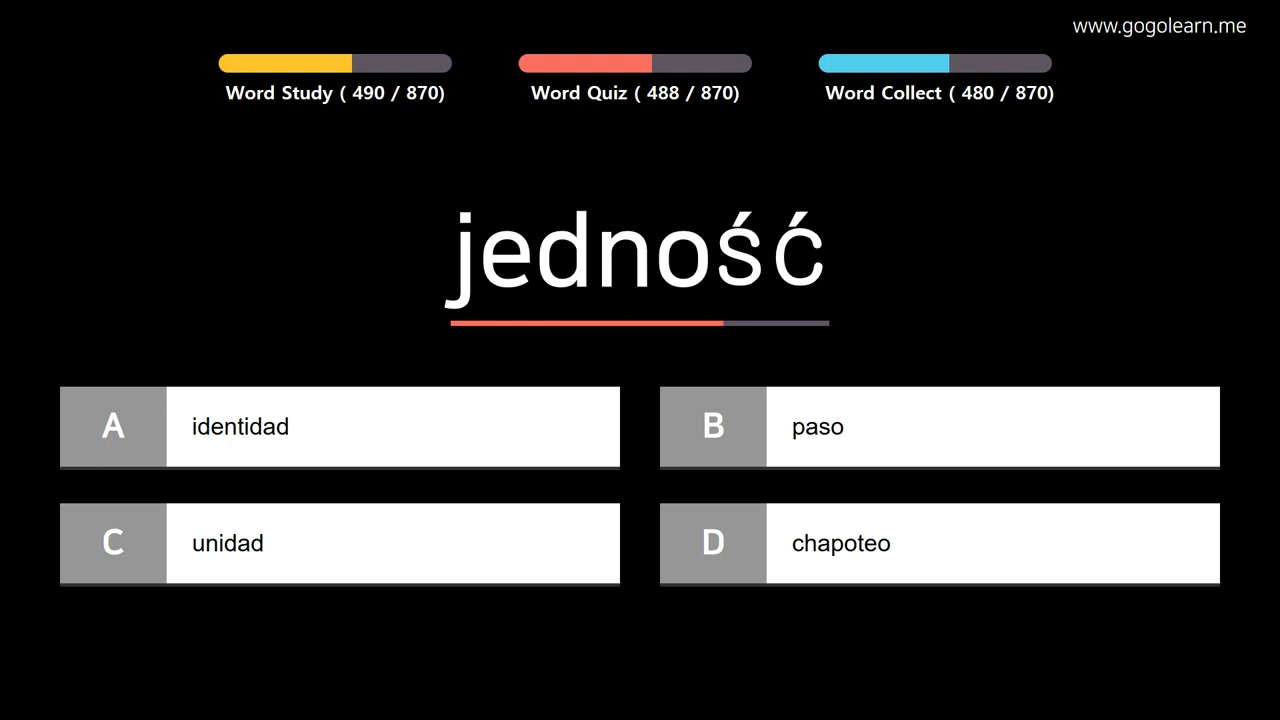 www.gogolearn.me
Word Study ( 490 / 870)
Word Quiz ( 488 / 870)
Word Collect ( 480 / 870)
jedność
A identidad
B paso
C unidad
D chapoteo